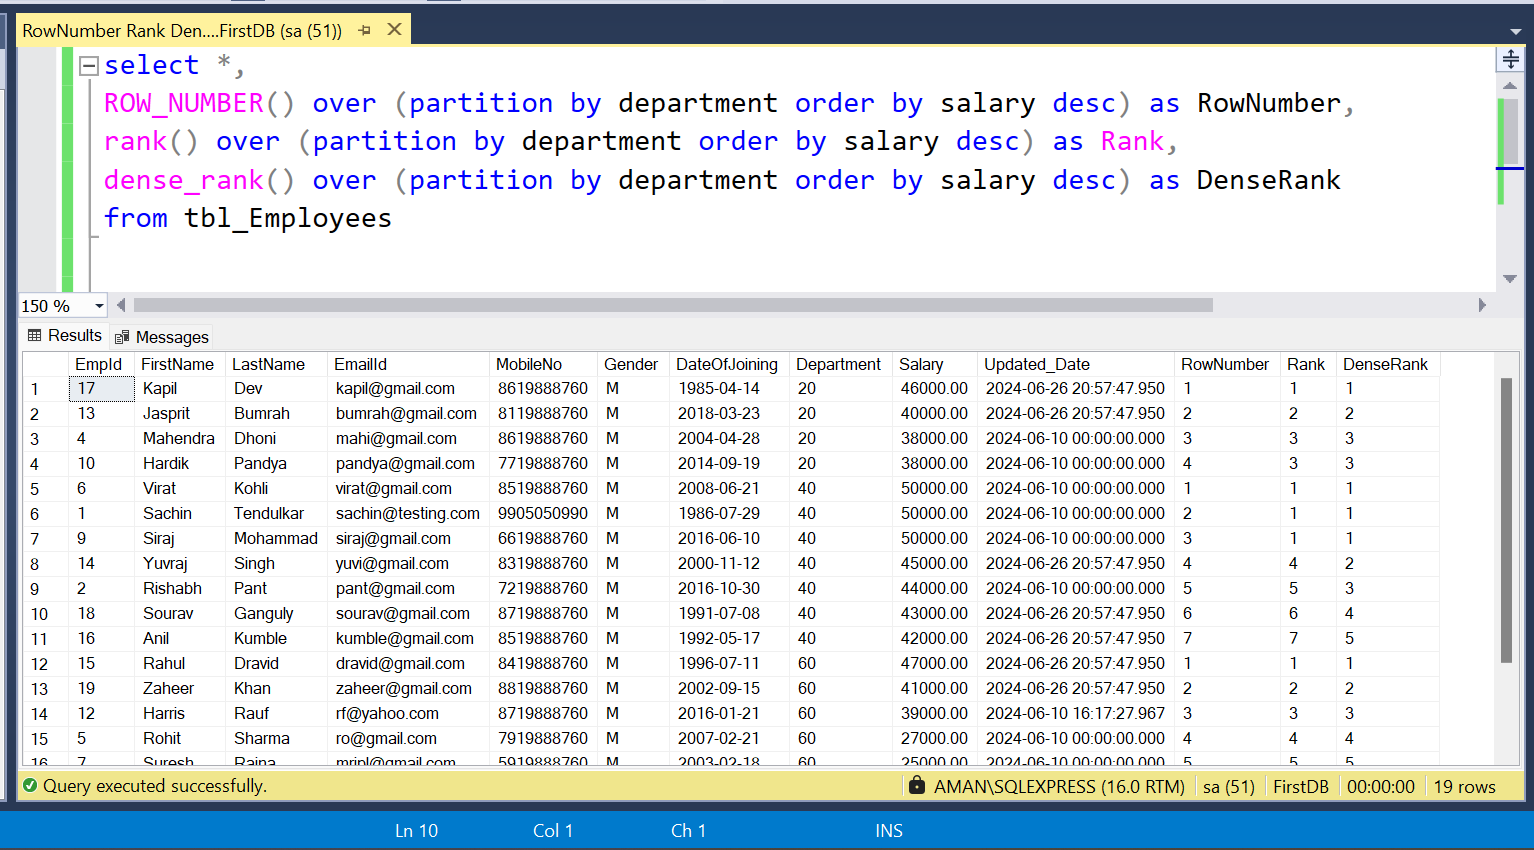 RowNumber Rank Den....FirstDB (sa (51))
select *,
ROW_NUMBER() over (partition by department order by salary desc) as RowNumber,
rank() over (partition by department order by salary desc) as Rank,
dense_rank() over (partition by department order by salary desc) as DenseRank
from tbl_Employees
150 %
Results Messages
EmpId FirstName LastName EmailId MobileNo Gender DateOfJoining Department Salary Updated_Date RowNumber Rank DenseRank
1 17 Kapil Dev kapil@gmail.com 8619888760 M 1985-04-14 20 46000.00 2024-06-26 20:57:47.950 1 1 1
2 13 Jasprit Bumrah bumrah@gmail.com 8119888760 M 2018-03-23 20 40000.00 2024-06-26 20:57:47.950 2 2 2
3 4 Mahendra Dhoni mahi@gmail.com 8619888760 M 2004-04-28 20 38000.00 2024-06-10 00:00:00.000 3 3 3
4 10 Hardik Pandya pandya@gmail.com 7719888760 M 2014-09-19 20 38000.00 2024-06-10 00:00:00.000 4 3 3
5 6 Virat Kohli virat@gmail.com 8519888760 M 2008-06-21 40 50000.00 2024-06-10 00:00:00.000 1 1 1
6 1 Sachin Tendulkar sachin@testing.com 9905050990 M 1986-07-29 40 50000.00 2024-06-10 00:00:00.000 2 1 1
7 9 Siraj Mohammad siraj@gmail.com 6619888760 M 2016-06-10 40 50000.00 2024-06-10 00:00:00.000 3 1 1
8 14 Yuvraj Singh yuvi@gmail.com 8319888760 M 2000-11-12 40 45000.00 2024-06-26 20:57:47.950 4 4 2
9 2 Rishabh Pant pant@gmail.com 7219888760 M 2016-10-30 40 44000.00 2024-06-10 00:00:00.000 5 5 3
10 18 Sourav Ganguly sourav@gmail.com 8719888760 M 1991-07-08 40 43000.00 2024-06-26 20:57:47.950 6 6 4
11 16 Anil Kumble kumble@gmail.com 8519888760 M 1992-05-17 40 42000.00 2024-06-26 20:57:47.950 7 7 5
12 15 Rahul Dravid dravid@gmail.com 8419888760 M 1996-07-11 60 47000.00 2024-06-26 20:57:47.950 1 1 1
13 19 Zaheer Khan zaheer@gmail.com 8819888760 M 2002-09-15 60 41000.00 2024-06-26 20:57:47.950 2 2 2
14 12 Harris Rauf rf@yahoo.com 8719888760 M 2016-01-21 60 39000.00 2024-06-10 16:17:27.967 3 3 3
15 5 Rohit Sharma ro@gmail.com 7919888760 M 2007-02-21 60 27000.00 2024-06-10 00:00:00.000 4 4 4
16 7 Suresh Raina mripl@gmail.com 5919888760 M 2003-02-18 60 25000.00 2024-06-10 00:00:00.000 5 5 5
Query executed successfully. AMAN\SQLEXPRESS (16.0 RTM) sa (51) FirstDB 00:00:00 19 rows
Ln 10 Col 1 Ch 1 INS